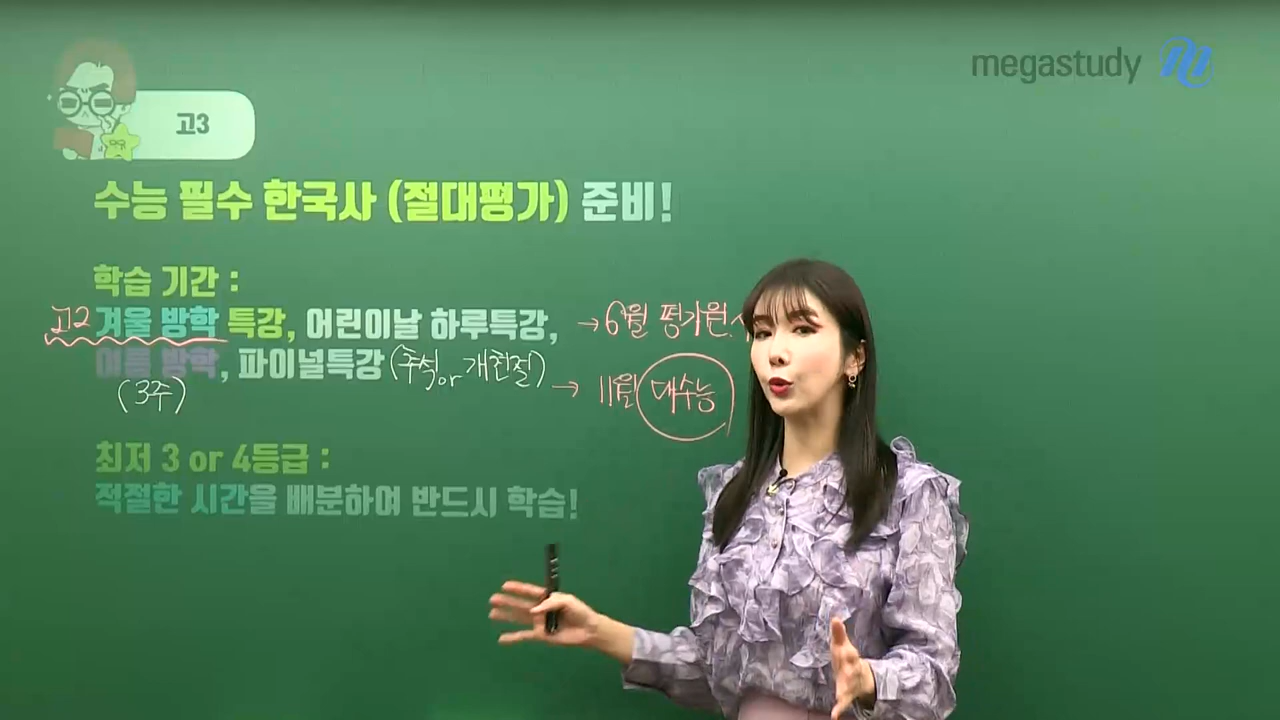 megastudy
고3
수능 필수 한국사 (절대평가) 준비!
학습 기간 :
고2 겨울 방학 특강, 어린이날 하루특강, → 6월 평가원
여름 방학, 파이널특강 (추석 or 개천절) → 11월 대수능
(3주)
최저 3 or 4등급 :
적절한 시간을 배분하여 반드시 학습!